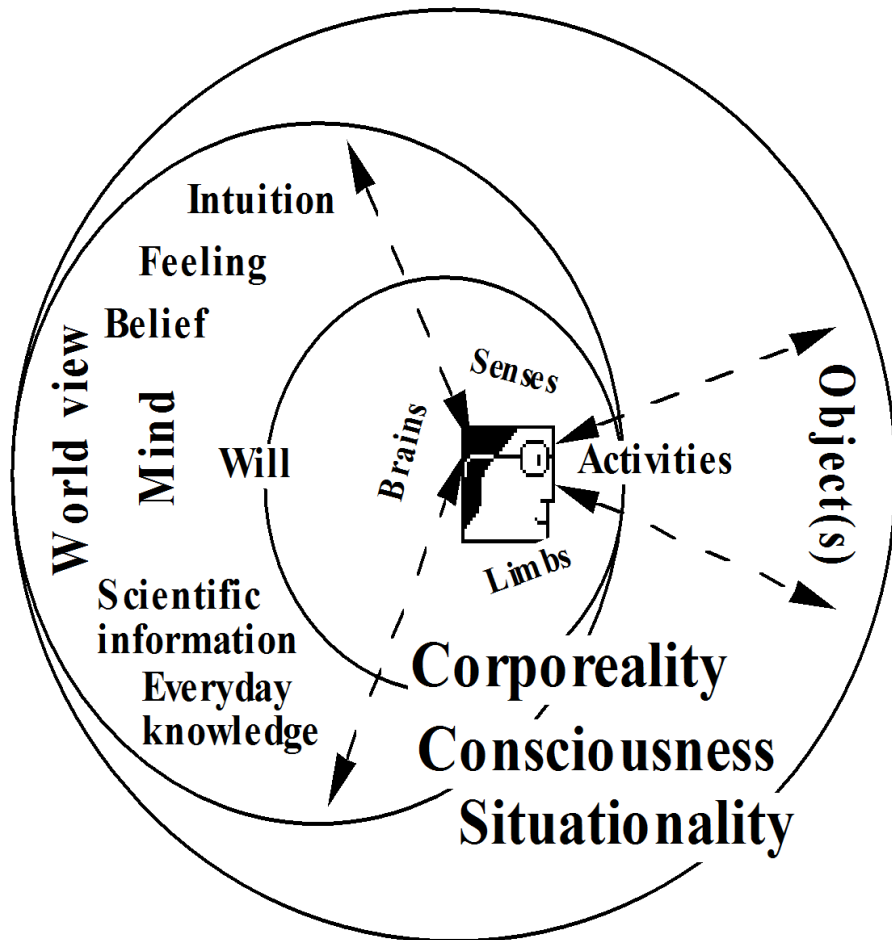 Intuition
Feeling
Belief
World view
Mind
Will
Brains
Senses
Activities
Limbs
Object(s)
Scientific
information
Everyday
knowledge
Corporeality
Consciousness
Situationality